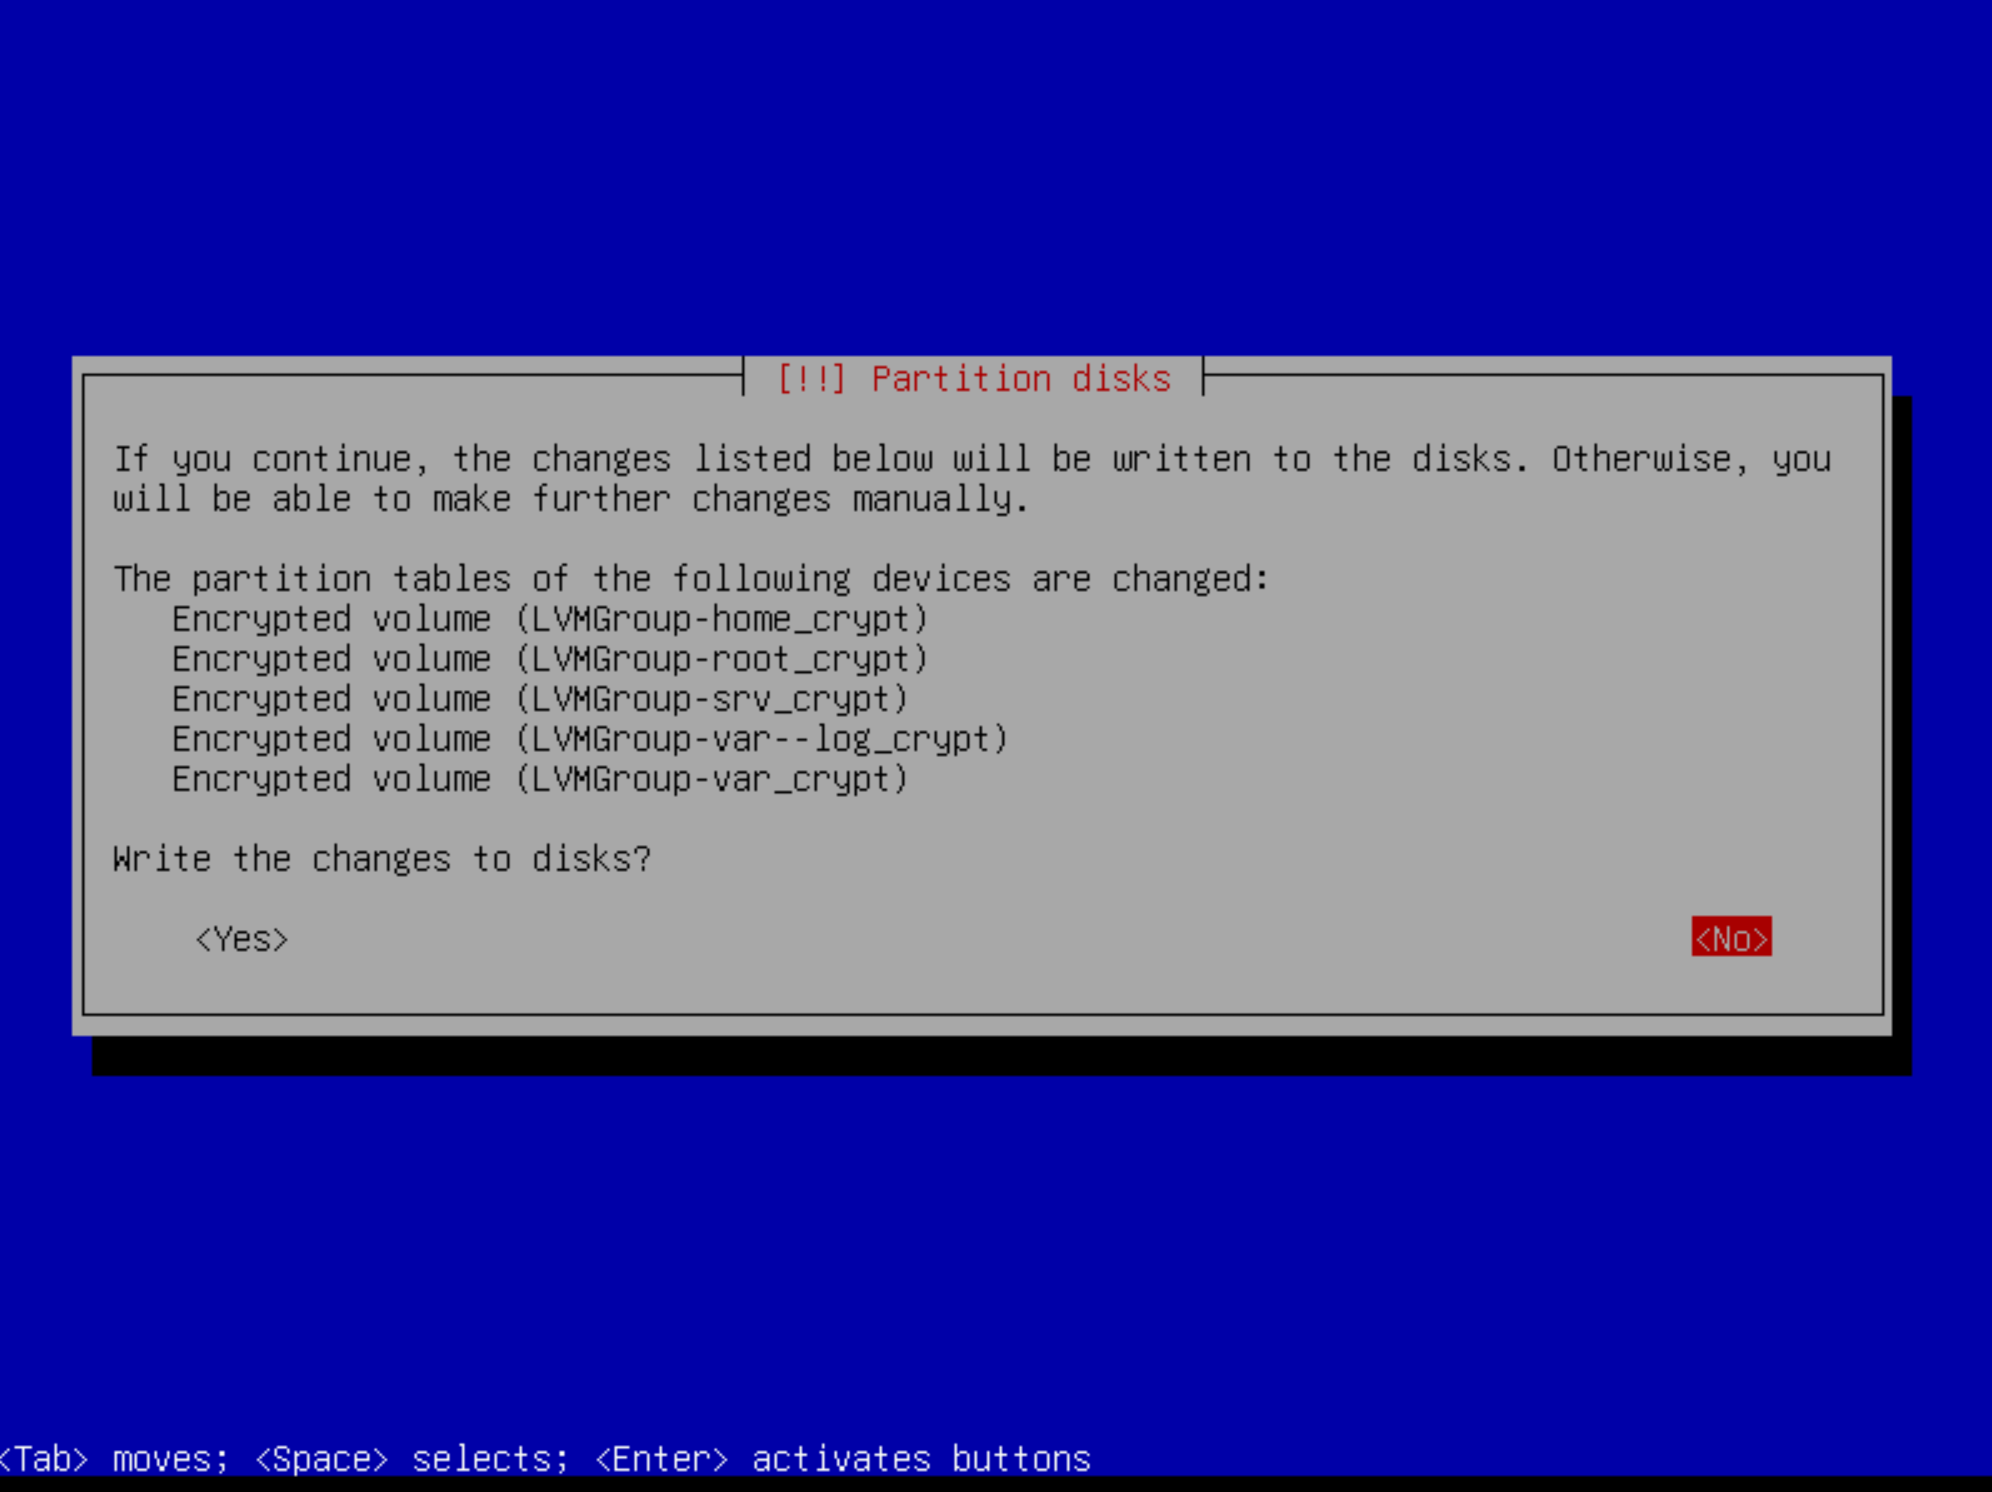 [!!] Partition disks
If you continue, the changes listed below will be written to the disks. Otherwise, you
will be able to make further changes manually.
The partition tables of the following devices are changed:
Encrypted volume (LVMGroup-home_crypt)
Encrypted volume (LVMGroup-root_crypt)
Encrypted volume (LVMGroup-srv_crypt)
Encrypted volume (LVMGroup-var--log_crypt)
Encrypted volume (LVMGroup-var_crypt)
Write the changes to disks?
<Yes> <No>
<Tab> moves; <Space> selects; <Enter> activates buttons